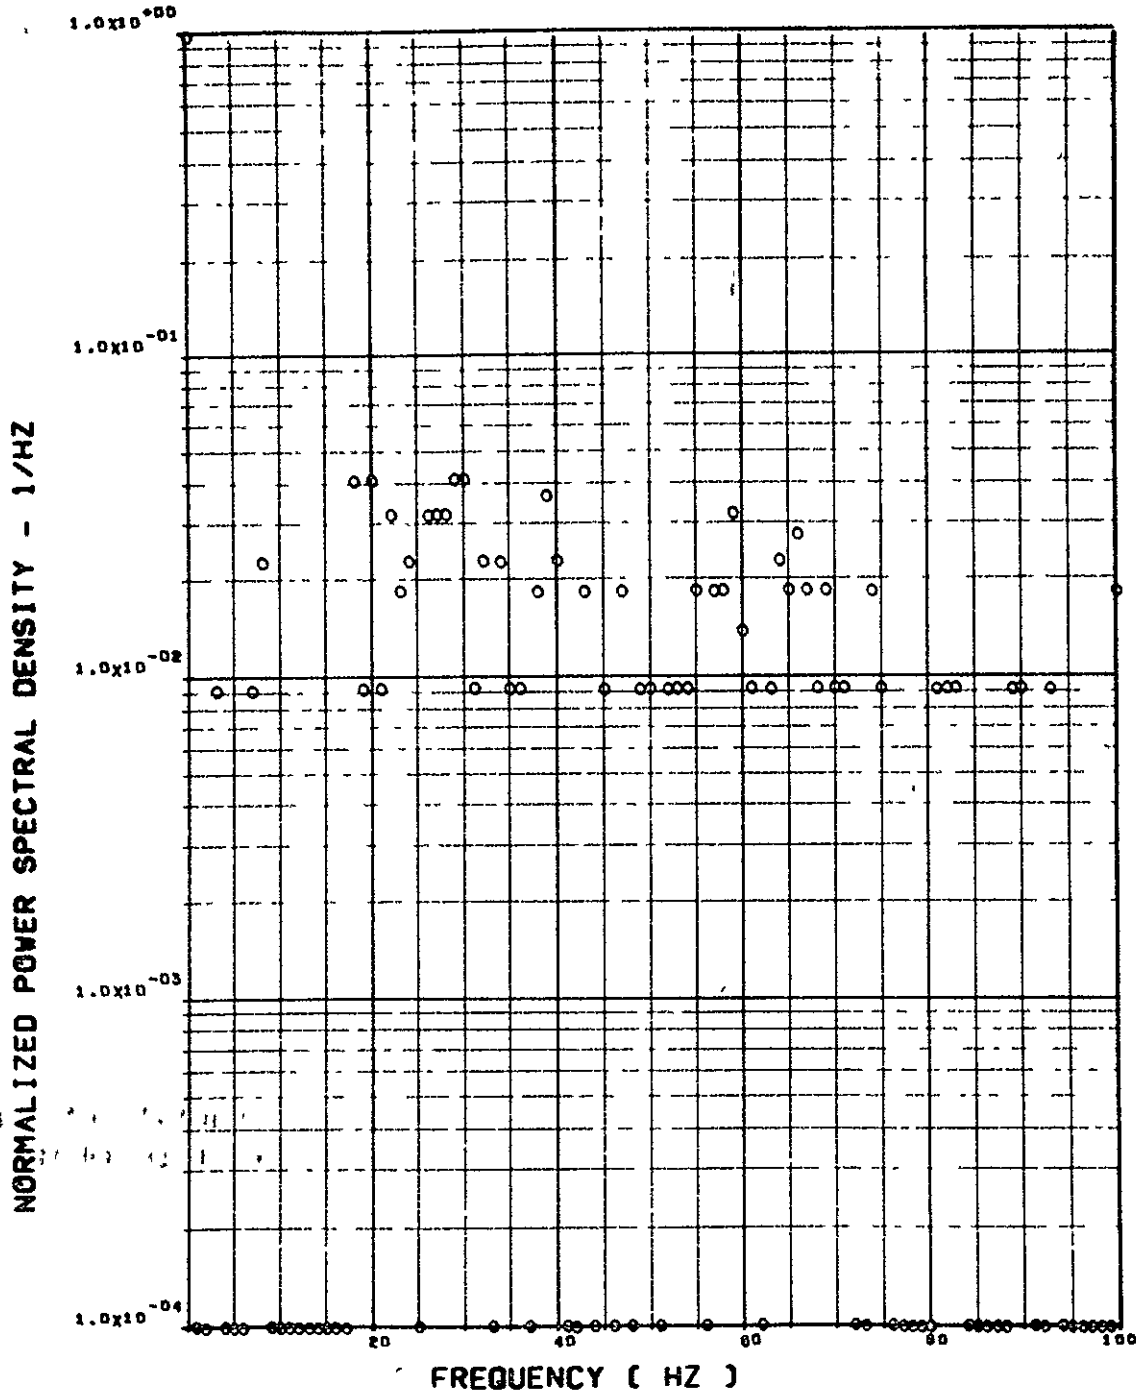 1.0X10+00
1.0X10-01
1.0X10-02
1.0X10-03
1.0X10-04
NORMALIZED POWER SPECTRAL DENSITY - 1/HZ
20 40 60 80 100
FREQUENCY ( HZ )